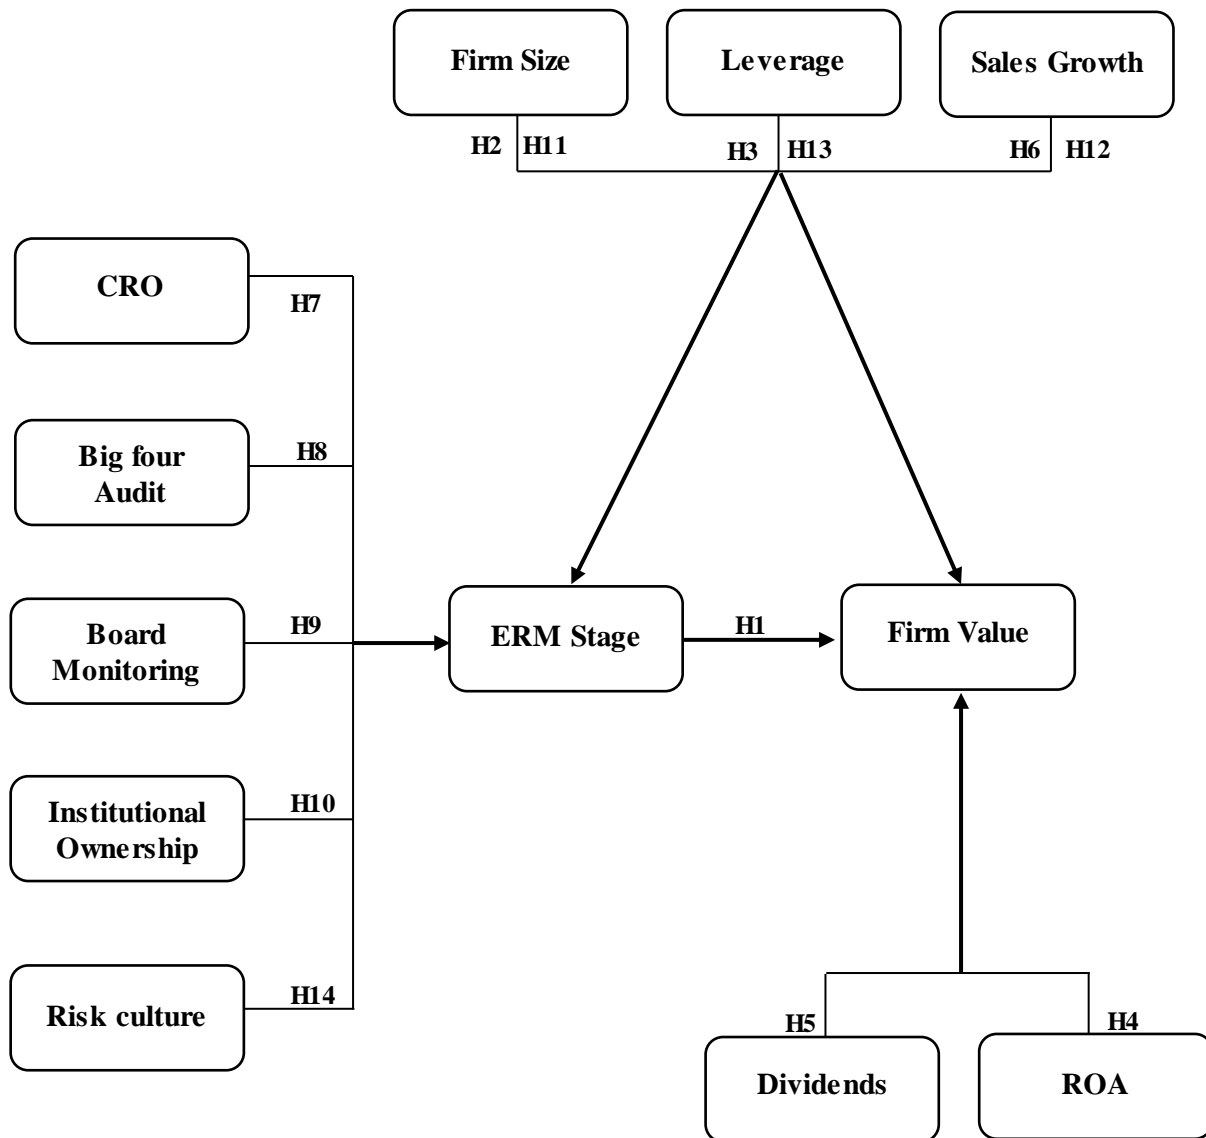 Firm Size
Leverage
Sales Growth
H2
H11
H3
H13
H6
H12
CRO
H7
Big four
Audit
H8
Board
Monitoring
H9
ERM Stage
H1
Firm Value
Institutional
Ownership
H10
Risk culture
H14
H5
H4
Dividends
ROA